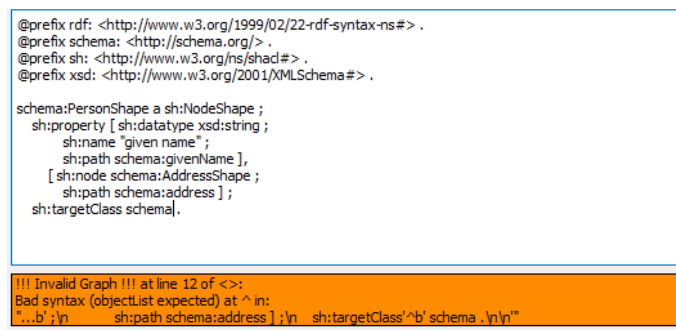 @prefix rdf: <http://www.w3.org/1999/02/22-rdf-syntax-ns#> .
@prefix schema: <http://schema.org/> .
@prefix sh: <http://www.w3.org/ns/shacl#> .
@prefix xsd: <http://www.w3.org/2001/XMLSchema#> .
schema:PersonShape a sh:NodeShape ;
sh:property [ sh:datatype xsd:string ;
sh:name "given name" ;
sh:path schema:givenName ],
[ sh:node schema:AddressShape ;
sh:path schema:address ] ;
sh:targetClass schema .
!!! Invalid Graph !!! at line 12 of <>:
Bad syntax (objectList expected) at ^ in:
"...b' ;\n sh:path schema:address ] ;\n sh:targetClass'^b' schema .\n\n'"